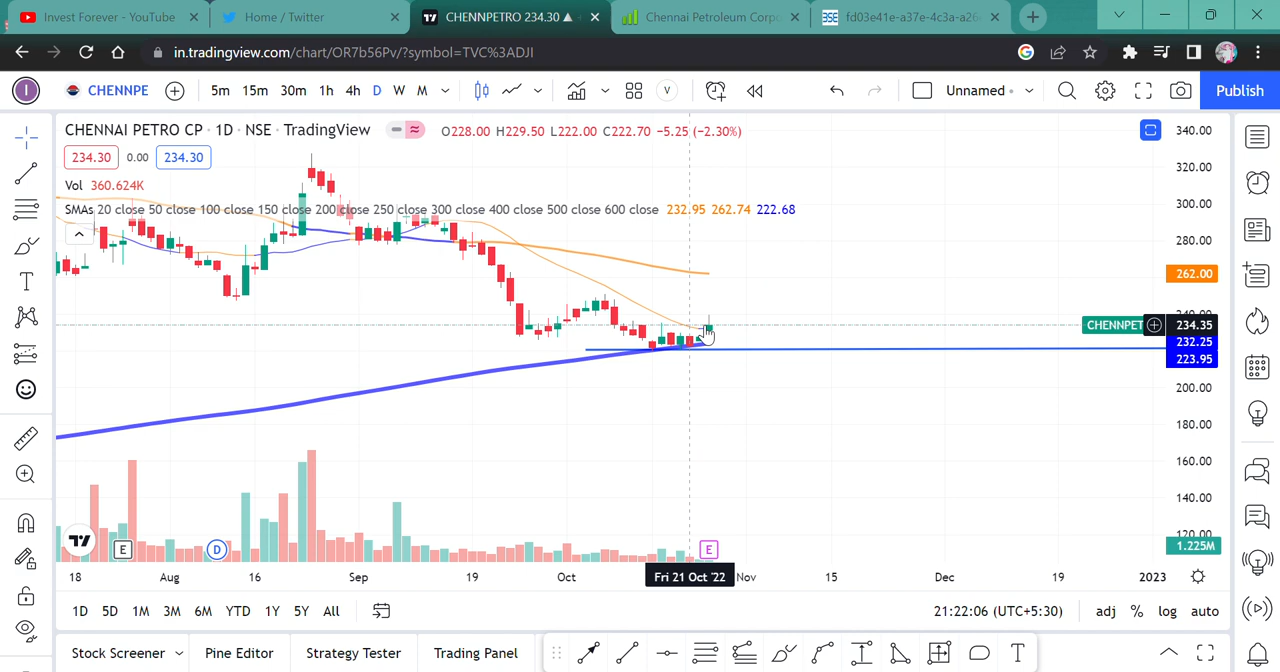 Invest Forever - YouTube
Home / Twitter
CHENNPETRO 234.30 ▲
Chennai Petroleum Corpo
BSE
fd03e41e-a37e-4c3a-a26
in.tradingview.com/chart/OR7b56Pv/?symbol=TVC%3ADJI
I CHENNPE 5m 15m 30m 1h 4h D W M V Unnamed Publish
CHENNAI PETRO CP · 1D · NSE · TradingView O228.00 H229.50 L222.00 C222.70 −5.25 (−2.30%)
234.30 0.00 234.30
Vol 360.624K
SMAs 20 close 50 close 100 close 150 close 200 close 250 close 300 close 400 close 500 close 600 close 232.95 262.74 222.68
340.00
320.00
300.00
280.00
262.00
240.00
CHENNPET 234.35
232.25
223.95
200.00
180.00
160.00
140.00
120.00
1.225M
E D E
18 Aug 16 Sep 19 Oct Fri 21 Oct '22 Nov 15 Dec 19 2023
1D 5D 1M 3M 6M YTD 1Y 5Y All 21:22:06 (UTC+5:30) adj % log auto
Stock Screener Pine Editor Strategy Tester Trading Panel